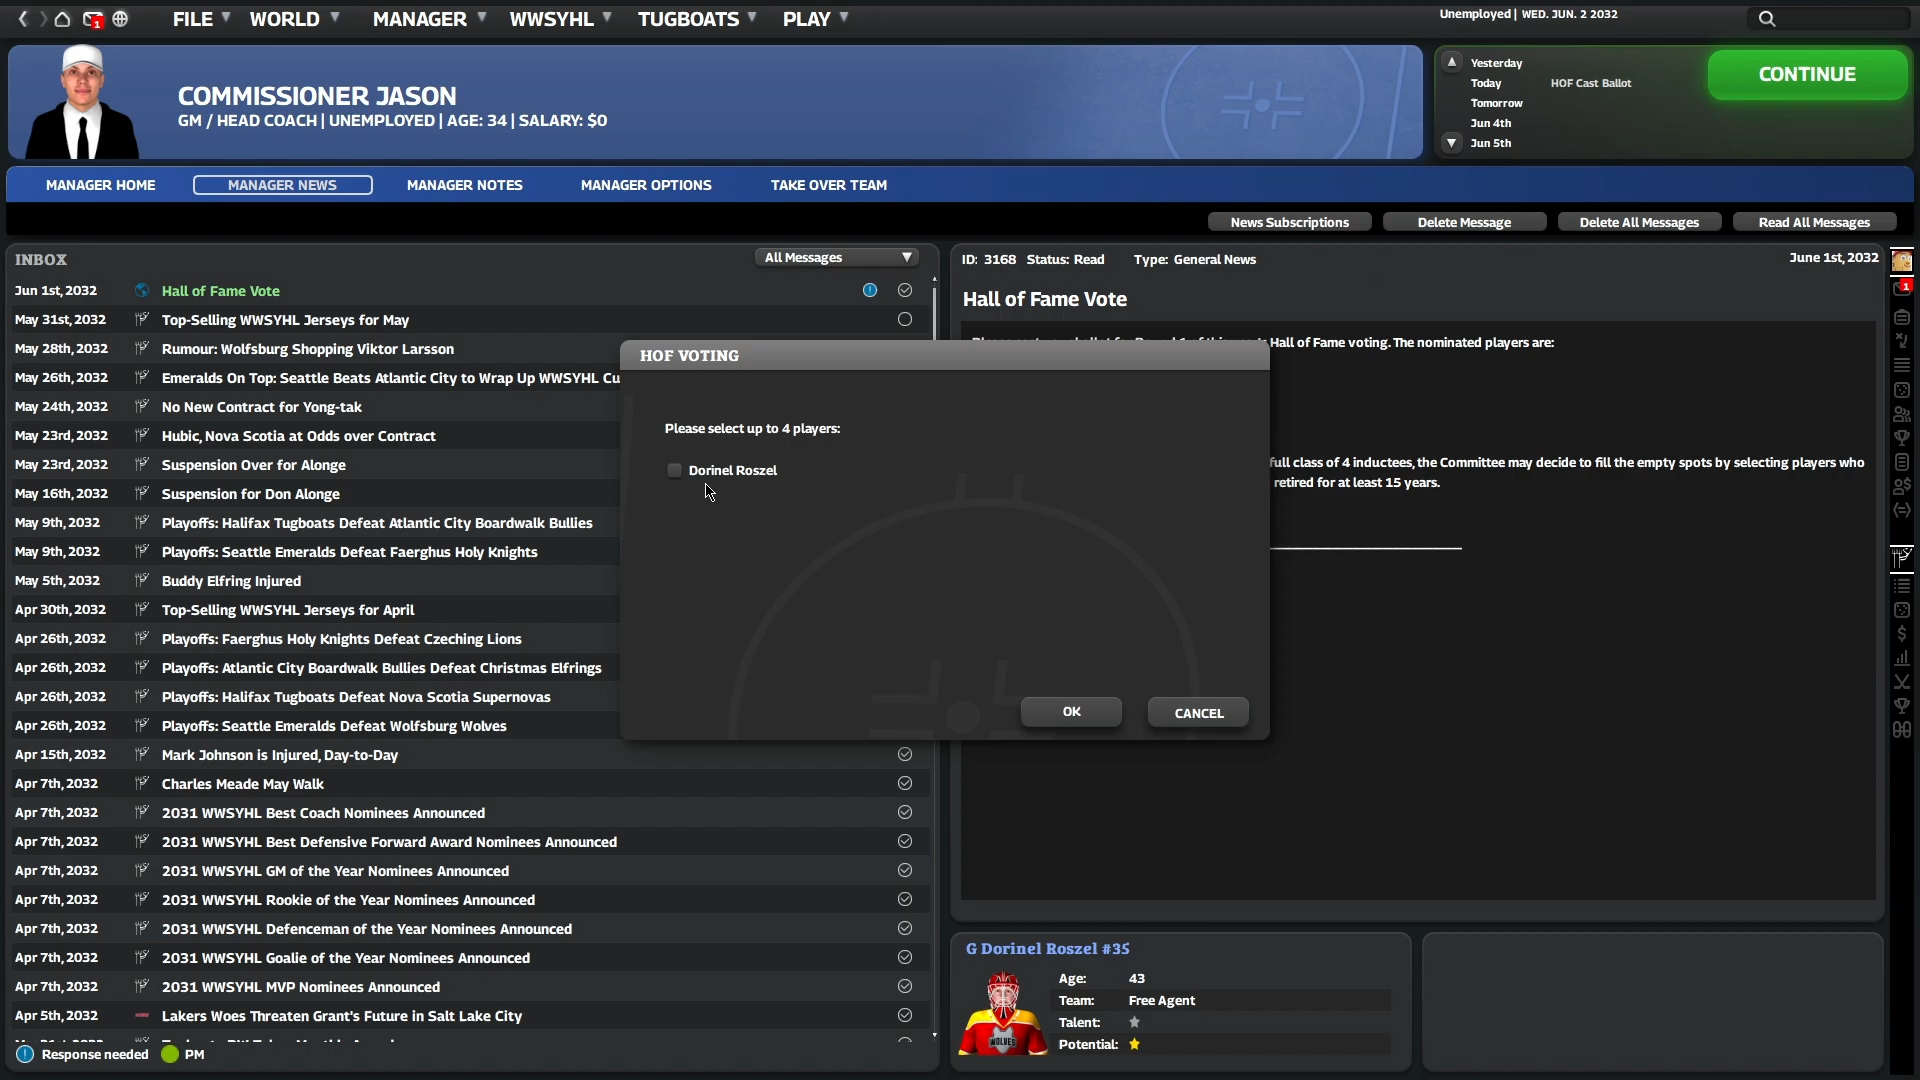 FILE WORLD MANAGER WWSYHL TUGBOATS PLAY
1
Unemployed | WED. JUN. 2 2032
COMMISSIONER JASON
GM / HEAD COACH | UNEMPLOYED | AGE: 34 | SALARY: $0
Yesterday
Today HOF Cast Ballot
Tomorrow
Jun 4th
Jun 5th
CONTINUE
MANAGER HOME MANAGER NEWS MANAGER NOTES MANAGER OPTIONS TAKE OVER TEAM
News Subscriptions Delete Message Delete All Messages Read All Messages
INBOX All Messages
Jun 1st, 2032 Hall of Fame Vote
May 31st, 2032 Top-Selling WWSYHL Jerseys for May
May 28th, 2032 Rumour: Wolfsburg Shopping Viktor Larsson
May 26th, 2032 Emeralds On Top: Seattle Beats Atlantic City to Wrap Up WWSYHL Cu
May 24th, 2032 No New Contract for Yong-tak
May 23rd, 2032 Hubic, Nova Scotia at Odds over Contract
May 23rd, 2032 Suspension Over for Alonge
May 16th, 2032 Suspension for Don Alonge
May 9th, 2032 Playoffs: Halifax Tugboats Defeat Atlantic City Boardwalk Bullies
May 9th, 2032 Playoffs: Seattle Emeralds Defeat Faerghus Holy Knights
May 5th, 2032 Buddy Elfring Injured
Apr 30th, 2032 Top-Selling WWSYHL Jerseys for April
Apr 26th, 2032 Playoffs: Faerghus Holy Knights Defeat Czeching Lions
Apr 26th, 2032 Playoffs: Atlantic City Boardwalk Bullies Defeat Christmas Elfrings
Apr 26th, 2032 Playoffs: Halifax Tugboats Defeat Nova Scotia Supernovas
Apr 26th, 2032 Playoffs: Seattle Emeralds Defeat Wolfsburg Wolves
Apr 15th, 2032 Mark Johnson is Injured, Day-to-Day
Apr 7th, 2032 Charles Meade May Walk
Apr 7th, 2032 2031 WWSYHL Best Coach Nominees Announced
Apr 7th, 2032 2031 WWSYHL Best Defensive Forward Award Nominees Announced
Apr 7th, 2032 2031 WWSYHL GM of the Year Nominees Announced
Apr 7th, 2032 2031 WWSYHL Rookie of the Year Nominees Announced
Apr 7th, 2032 2031 WWSYHL Defenceman of the Year Nominees Announced
Apr 7th, 2032 2031 WWSYHL Goalie of the Year Nominees Announced
Apr 7th, 2032 2031 WWSYHL MVP Nominees Announced
Apr 5th, 2032 Lakers Woes Threaten Grant's Future in Salt Lake City
Response needed PM
HOF VOTING
Please select up to 4 players:
Dorinel Roszel
OK CANCEL
ID: 3168 Status: Read Type: General News June 1st, 2032
Hall of Fame Vote
Hall of Fame voting. The nominated players are:
full class of 4 inductees, the Committee may decide to fill the empty spots by selecting players who
retired for at least 15 years.
G Dorinel Roszel #35
Age: 43
Team: Free Agent
Talent:
Potential:
WOLVES
1